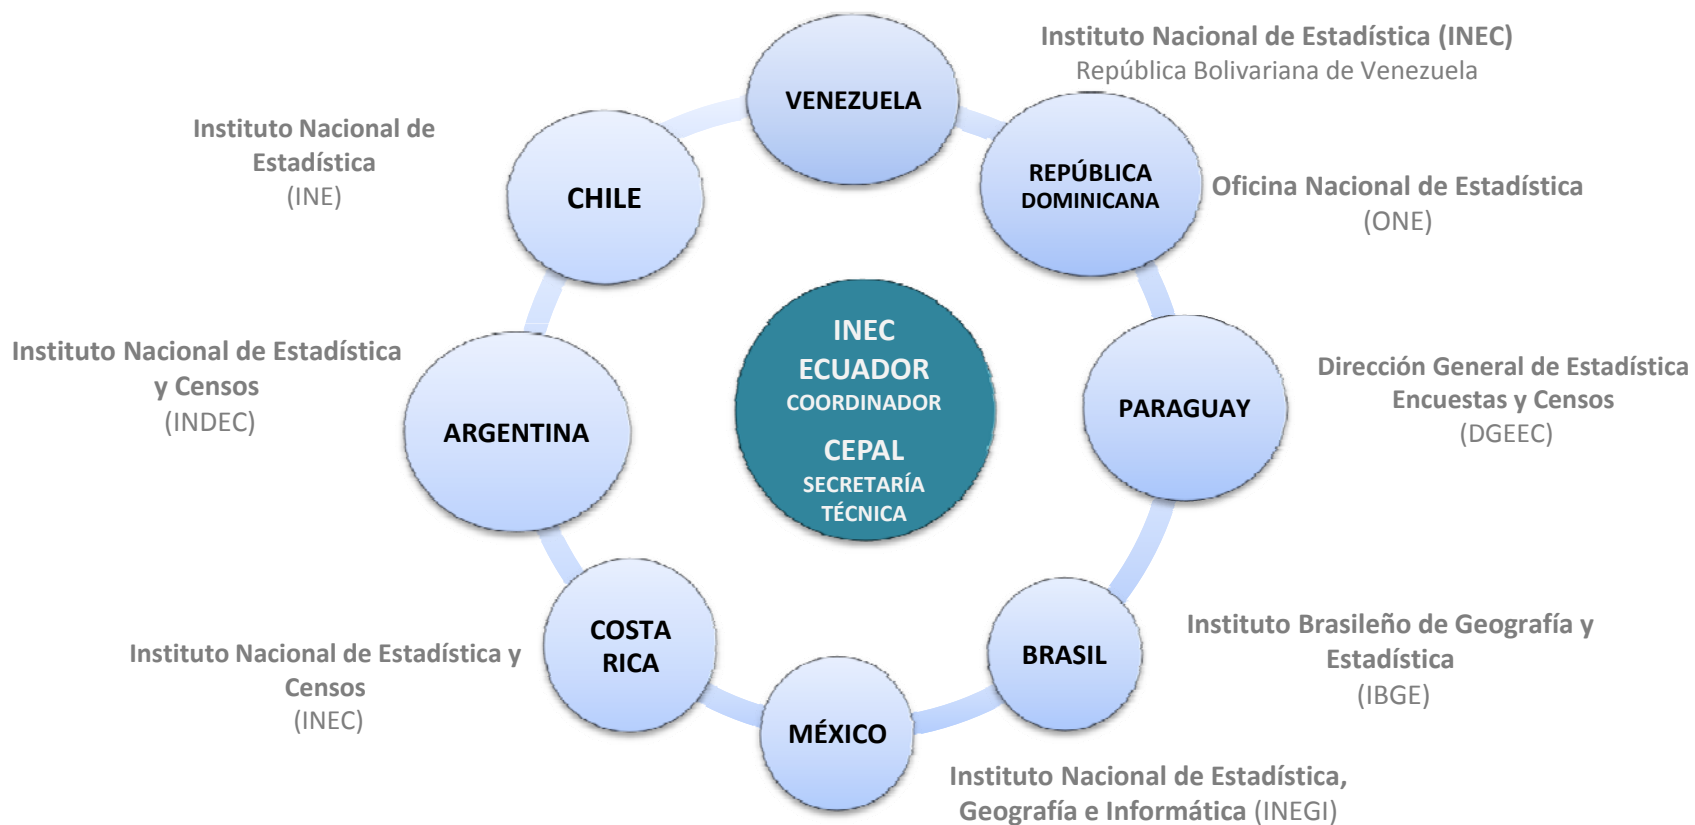 Instituto Nacional de Estadística (INEC)
República Bolivariana de Venezuela
VENEZUELA
Instituto Nacional de
Estadística
(INE)
CHILE
REPÚBLICA
DOMINICANA
Oficina Nacional de Estadística
(ONE)
INEC
ECUADOR
COORDINADOR
CEPAL
SECRETARÍA
TÉCNICA
Instituto Nacional de Estadística
y Censos
(INDEC)
ARGENTINA
PARAGUAY
Dirección General de Estadística
Encuestas y Censos
(DGEEC)
Instituto Nacional de Estadística y
Censos
(INEC)
COSTA
RICA
BRASIL
Instituto Brasileño de Geografía y
Estadística
(IBGE)
MÉXICO
Instituto Nacional de Estadística,
Geografía e Informática (INEGI)